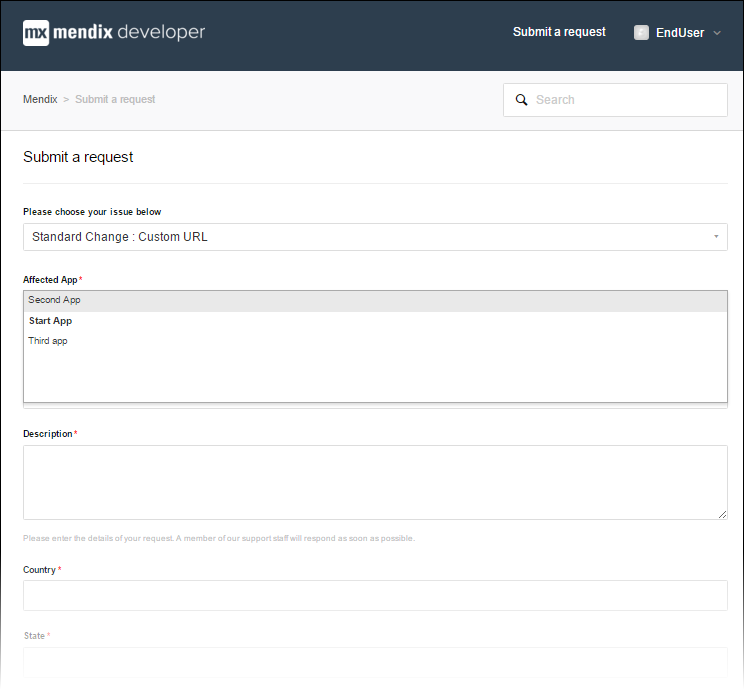 mx mendix developer
Submit a request
EndUser
Mendix > Submit a request
Search
Submit a request
Please choose your issue below
Standard Change : Custom URL
Affected App*
Second App
Start App
Third app
Description*
Please enter the details of your request. A member of our support staff will respond as soon as possible.
Country*
State*